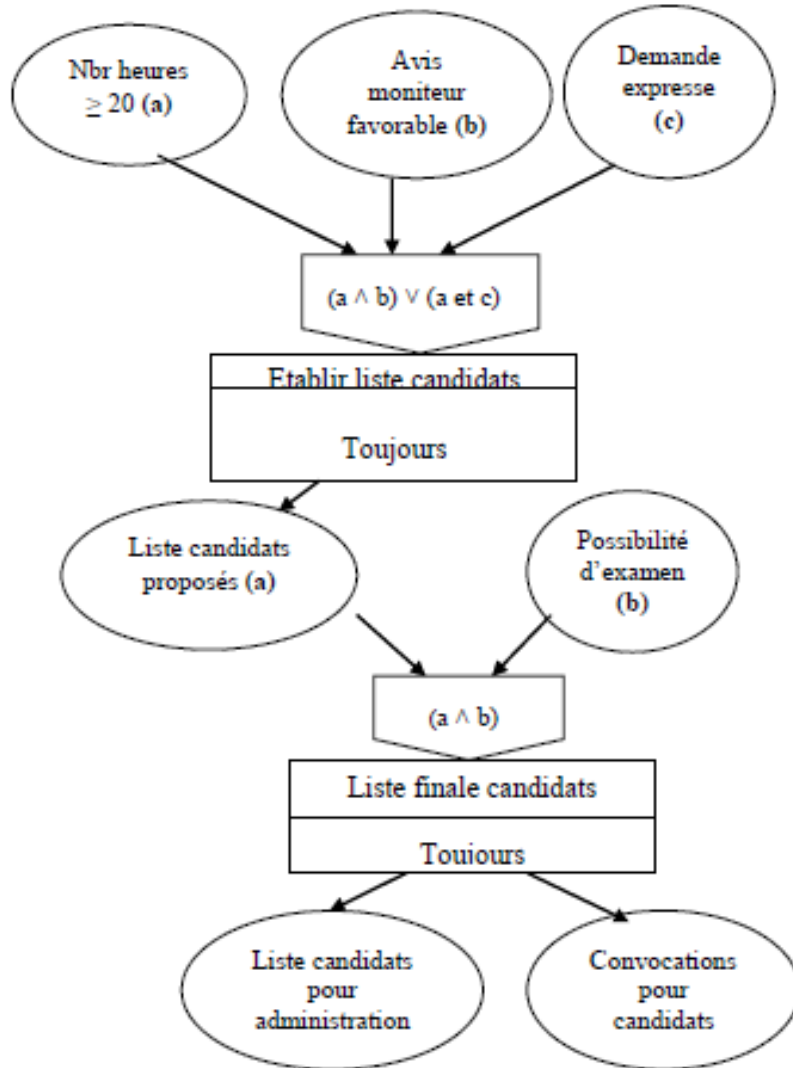 Nbr heures
≥ 20 (a)
Avis
moniteur
favorable (b)
Demande
expresse
(c)
(a ^ b) ˅ (a et c)
Etablir liste candidats
Toujours
Liste candidats
proposés (a)
Possibilité
d’examen
(b)
(a ^ b)
Liste finale candidats
Toujours
Liste candidats
pour
administration
Convocations
pour
candidats